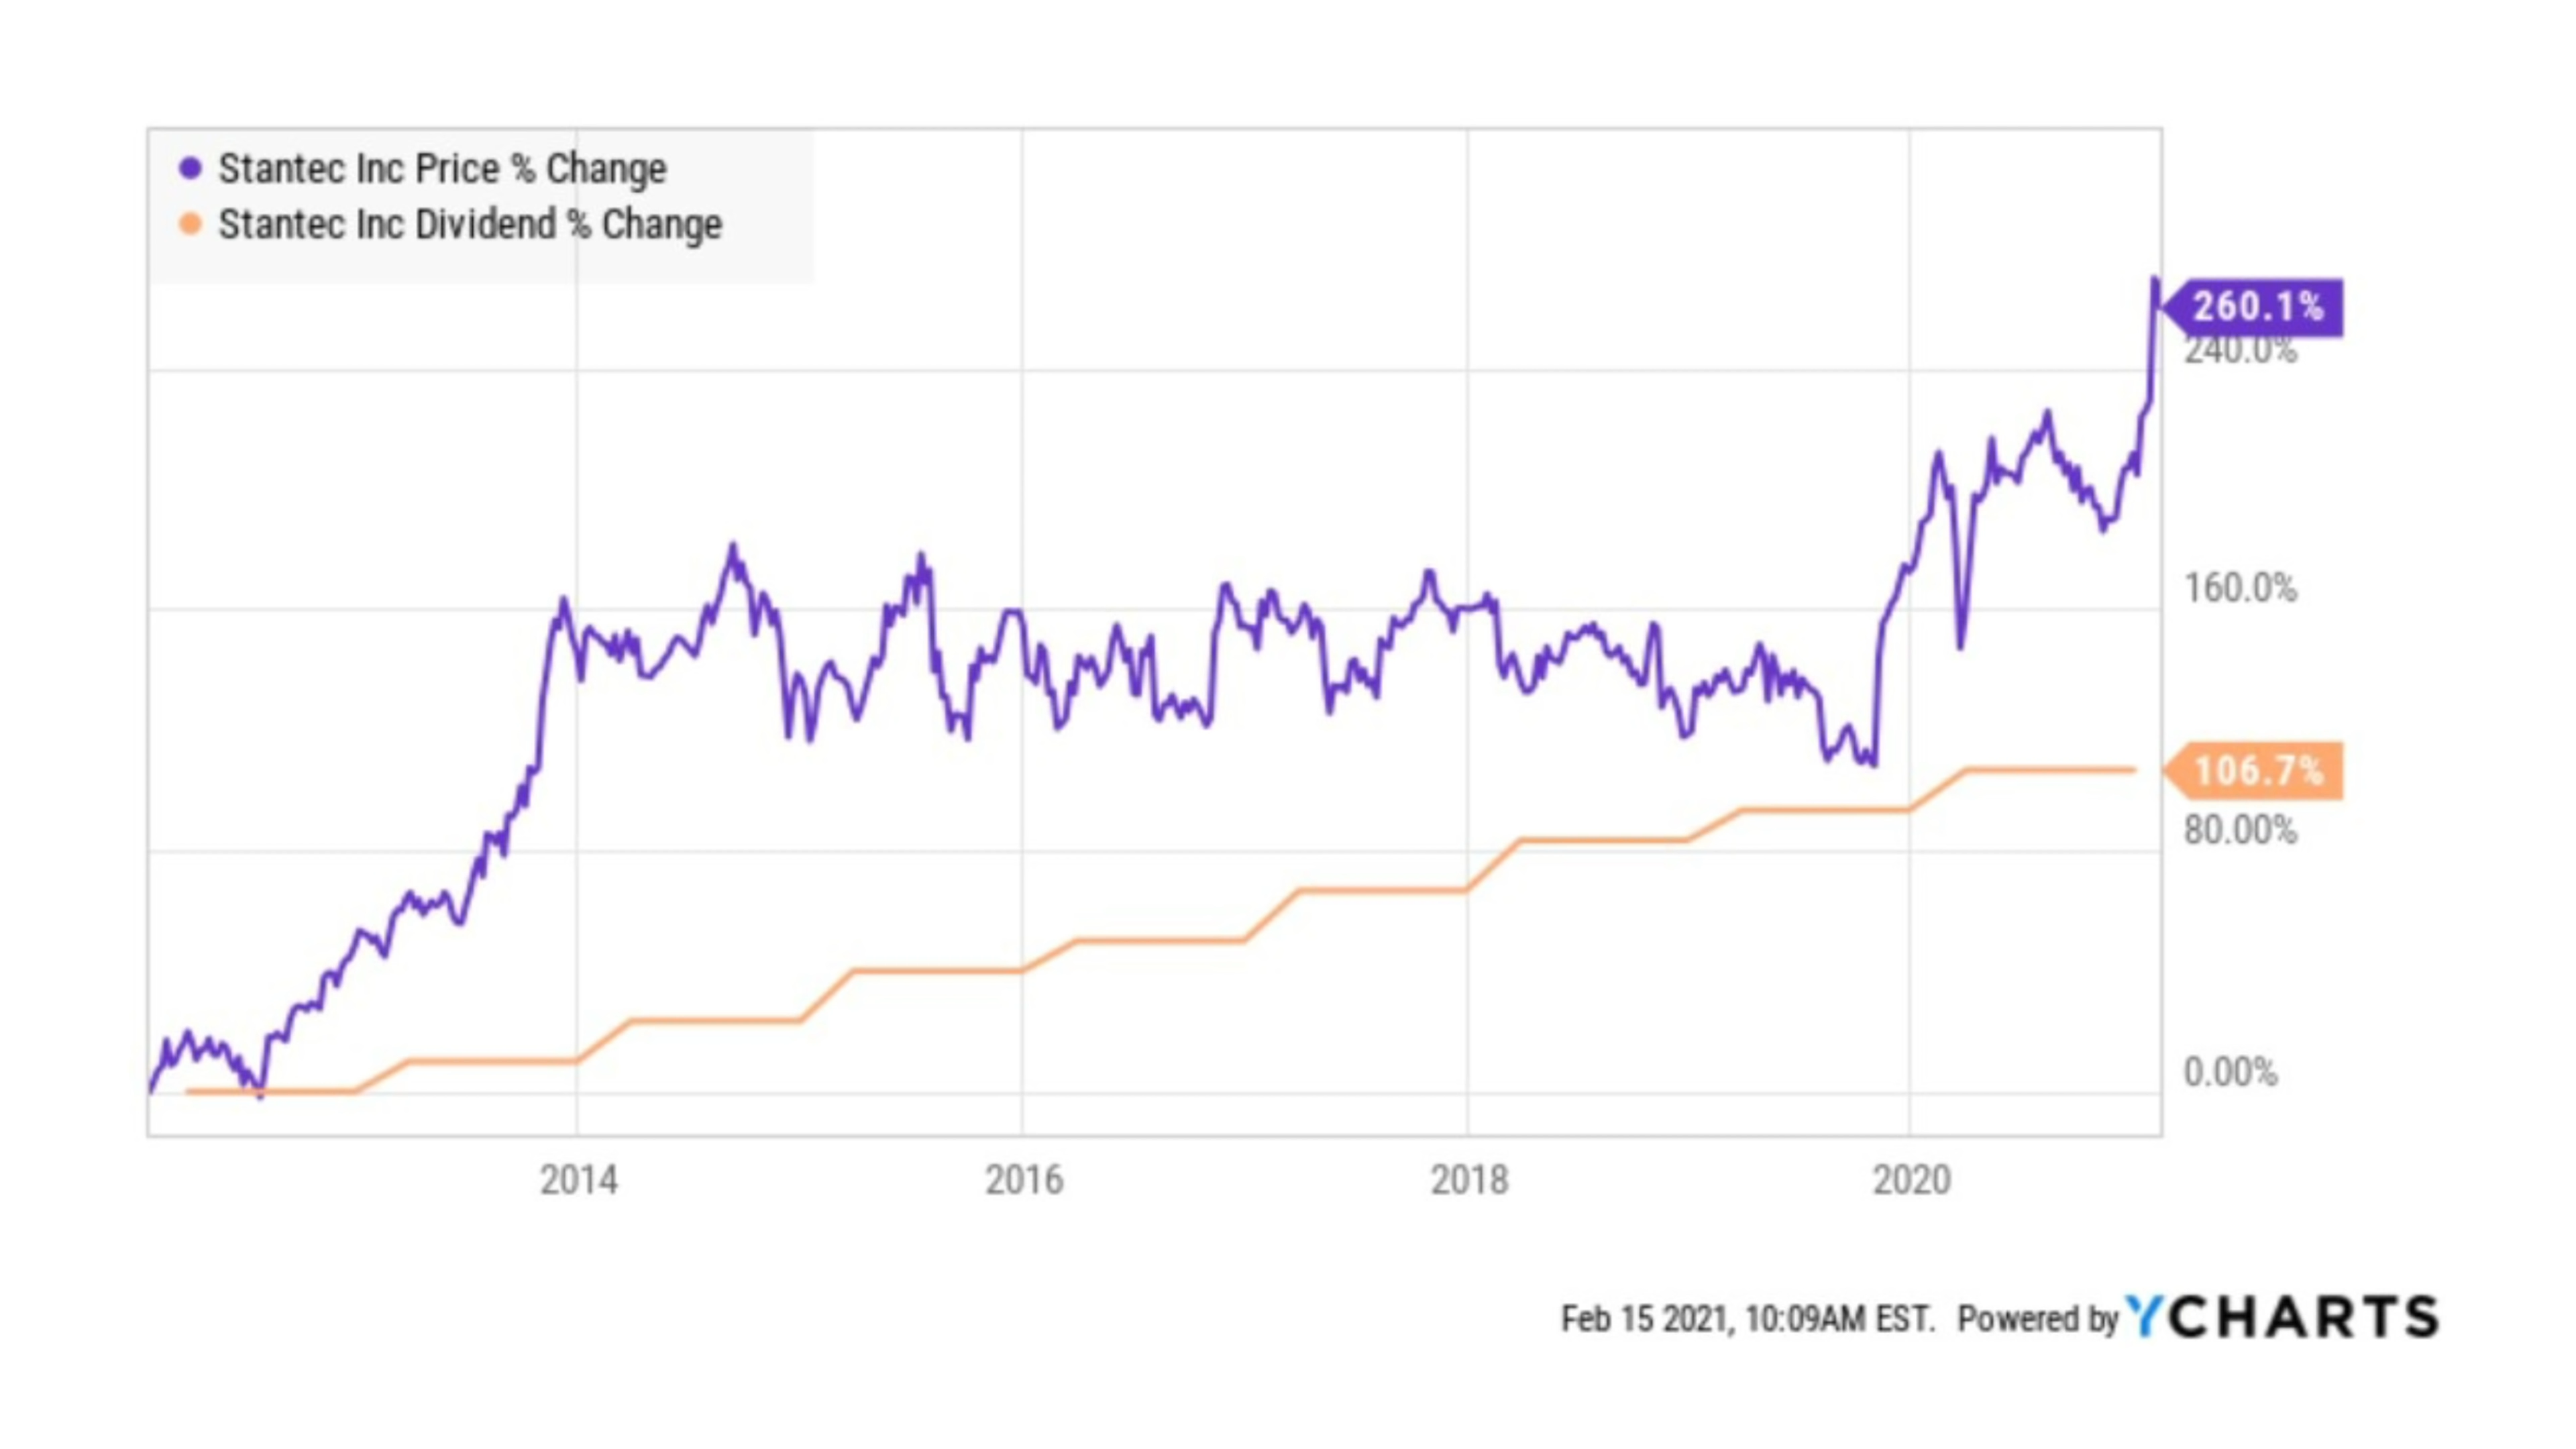 Stantec Inc Price % Change
Stantec Inc Dividend % Change
260.1%
240.0%
160.0%
106.7%
80.00%
0.00%
2014 2016 2018 2020
Feb 15 2021, 10:09AM EST. Powered by YCHARTS